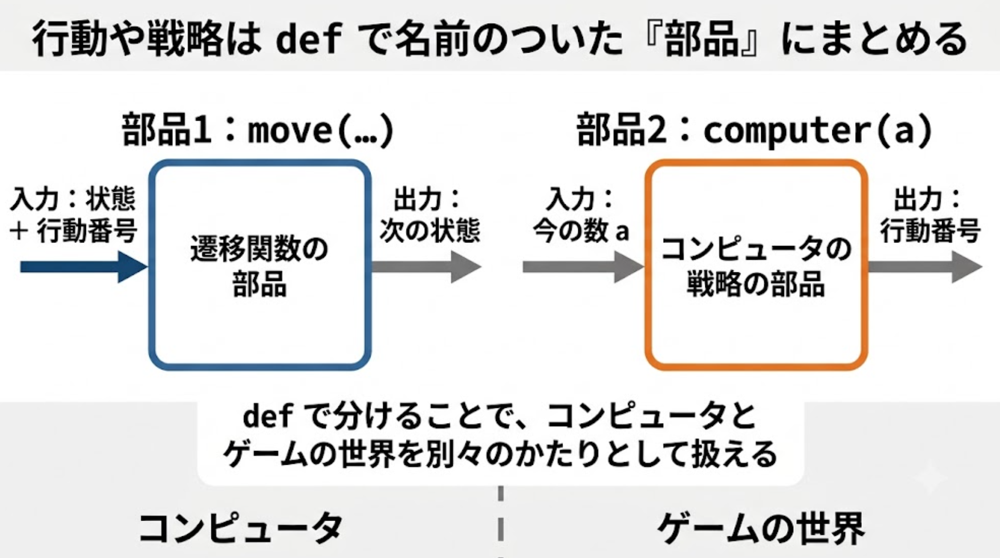 行動や戦略は def で名前のついた『部品』にまとめる
部品1：move(…)
入力：状態
＋ 行動番号
遷移関数の
部品
出力：
次の状態
部品2：computer(a)
入力：
今の数 a
コンピュータの
戦略の部品
出力：
行動番号
def で分けることで、コンピュータと
ゲームの世界を別々のかたりとして扱える
コンピュータ
ゲームの世界